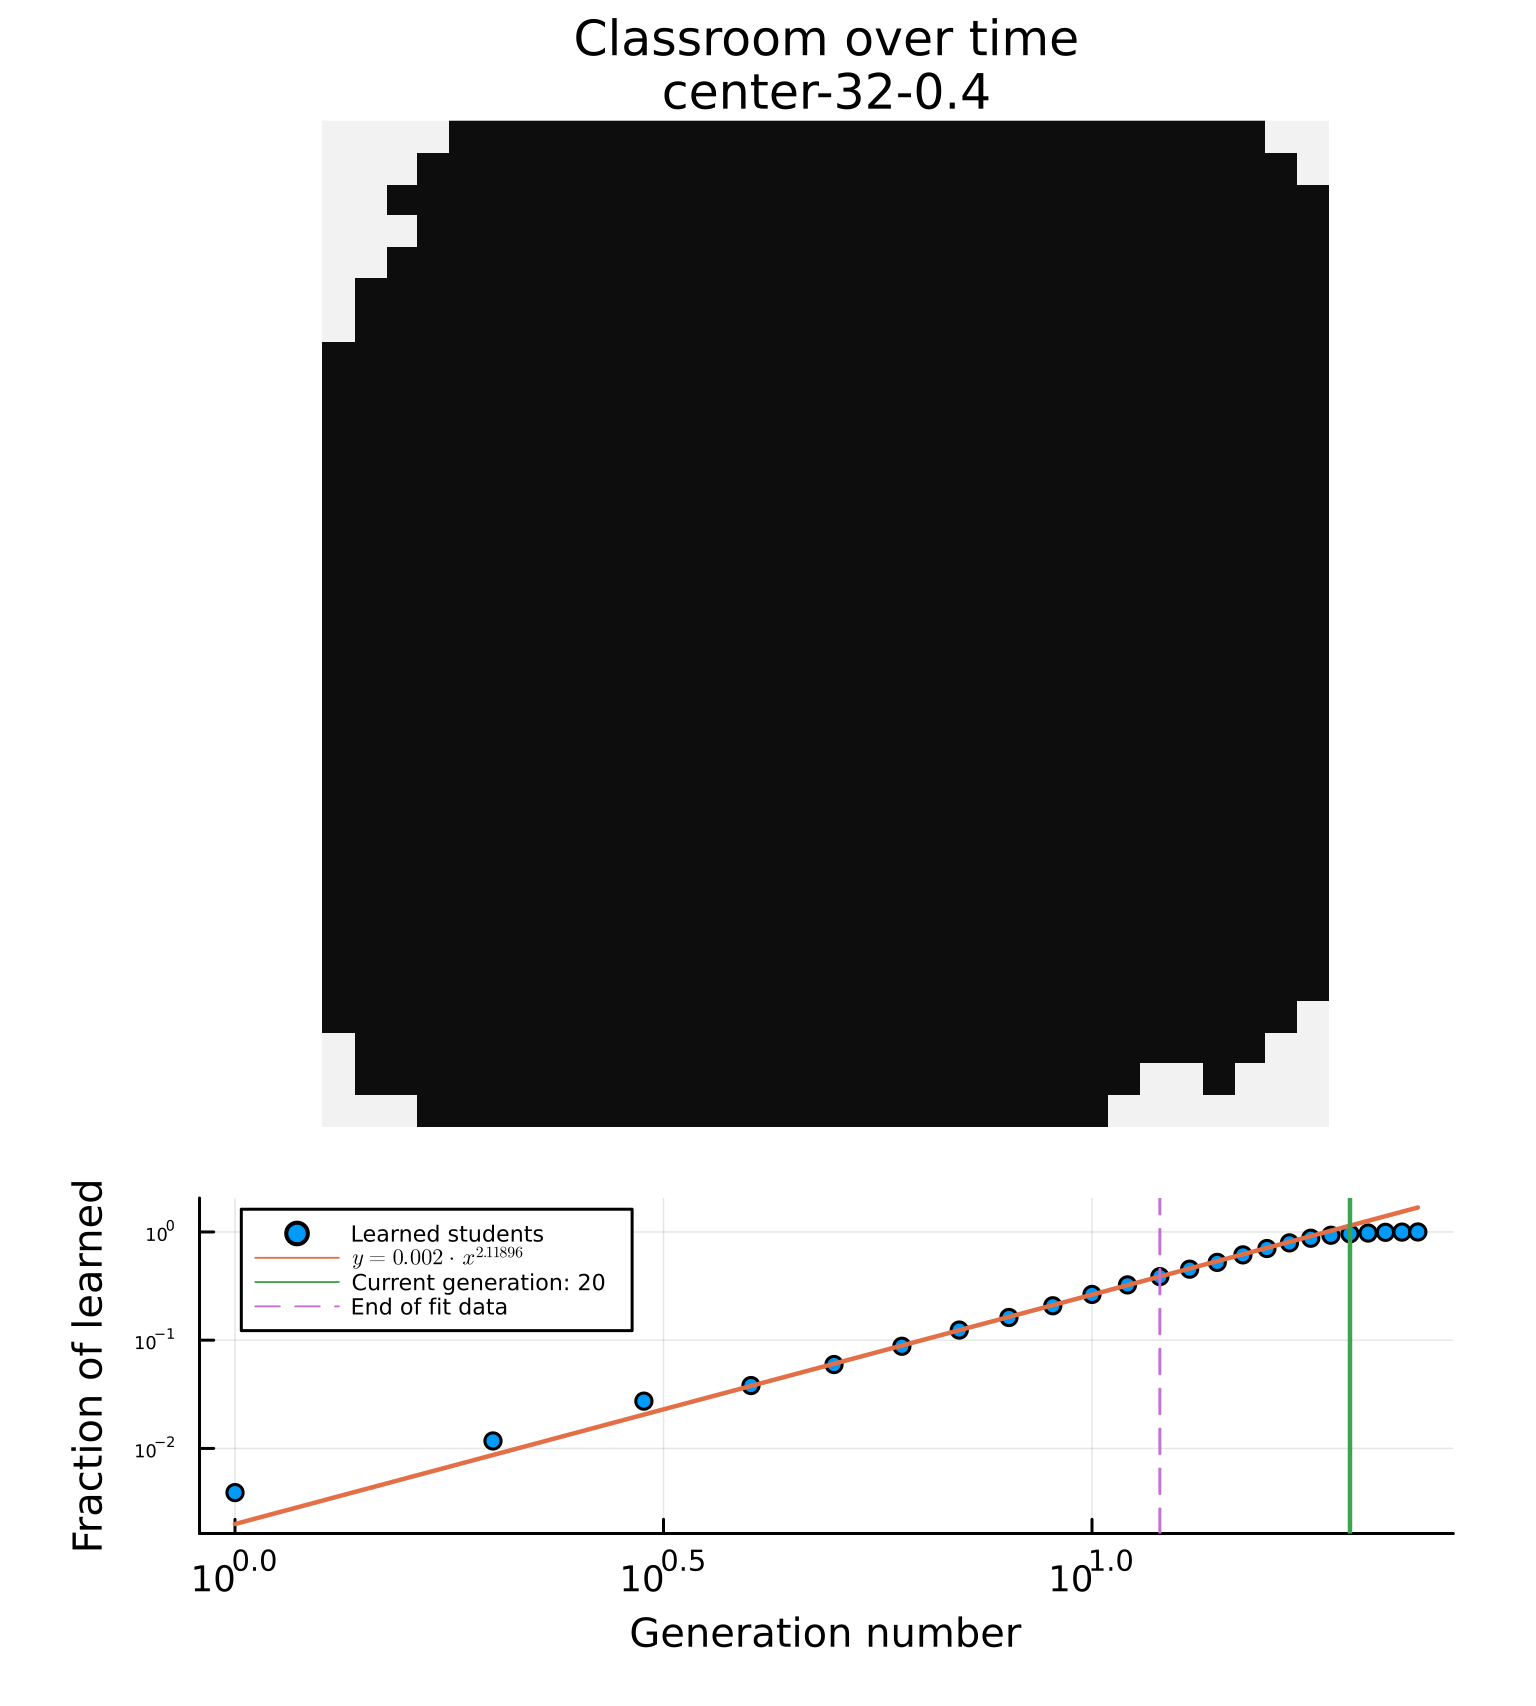 Classroom over time
center-32-0.4
Fraction of learned
10^0
10^-1
10^-2
Learned students
y = 0.002 · x^2.11896
Current generation: 20
End of fit data
10^0.0 10^0.5 10^1.0
Generation number